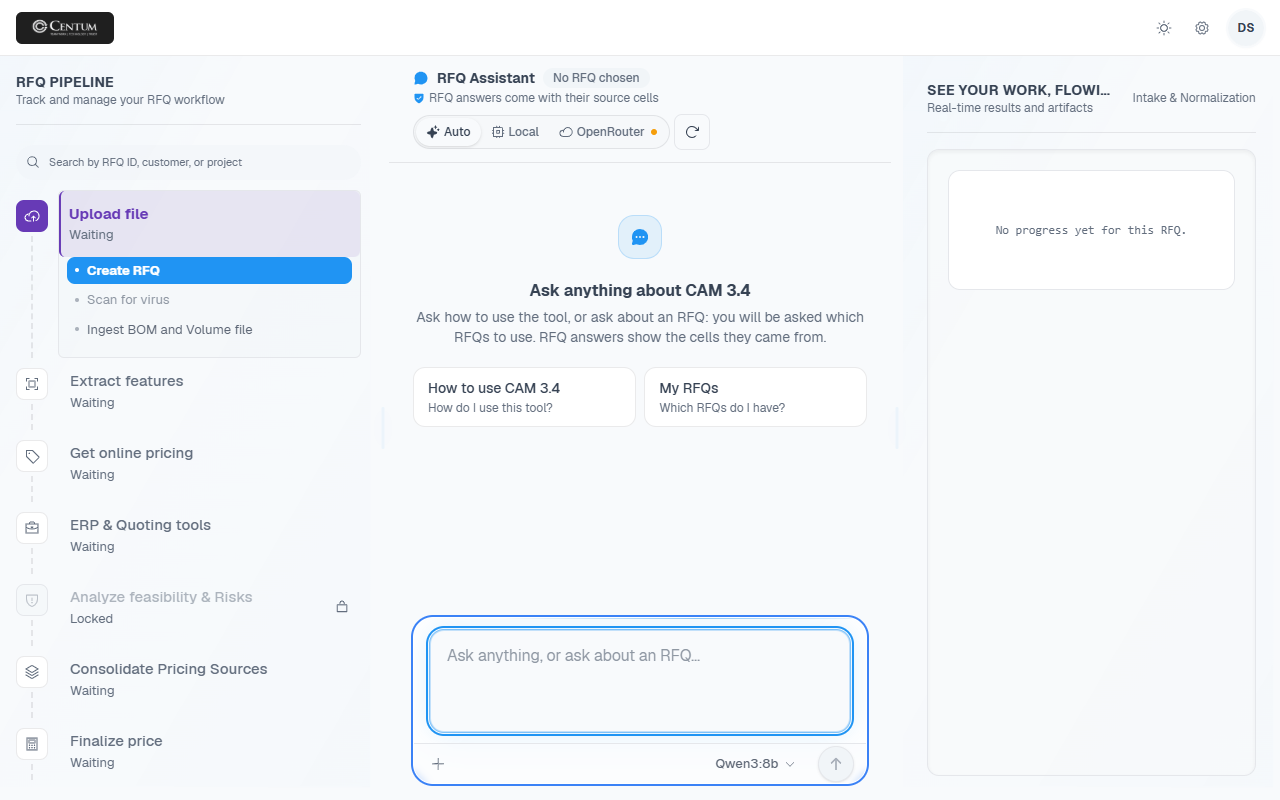 CENTUM
DS
RFQ PIPELINE
Track and manage your RFQ workflow
Search by RFQ ID, customer, or project
Upload file
Waiting
Create RFQ
Scan for virus
Ingest BOM and Volume file
Extract features
Waiting
Get online pricing
Waiting
ERP & Quoting tools
Waiting
Analyze feasibility & Risks
Locked
Consolidate Pricing Sources
Waiting
Finalize price
Waiting
RFQ Assistant
No RFQ chosen
RFQ answers come with their source cells
Auto
Local
OpenRouter
Ask anything about CAM 3.4
Ask how to use the tool, or ask about an RFQ: you will be asked which
RFQs to use. RFQ answers show the cells they came from.
How to use CAM 3.4
How do I use this tool?
My RFQs
Which RFQs do I have?
Ask anything, or ask about an RFQ...
Qwen3:8b
SEE YOUR WORK, FLOWI...
Real-time results and artifacts
Intake & Normalization
No progress yet for this RFQ.